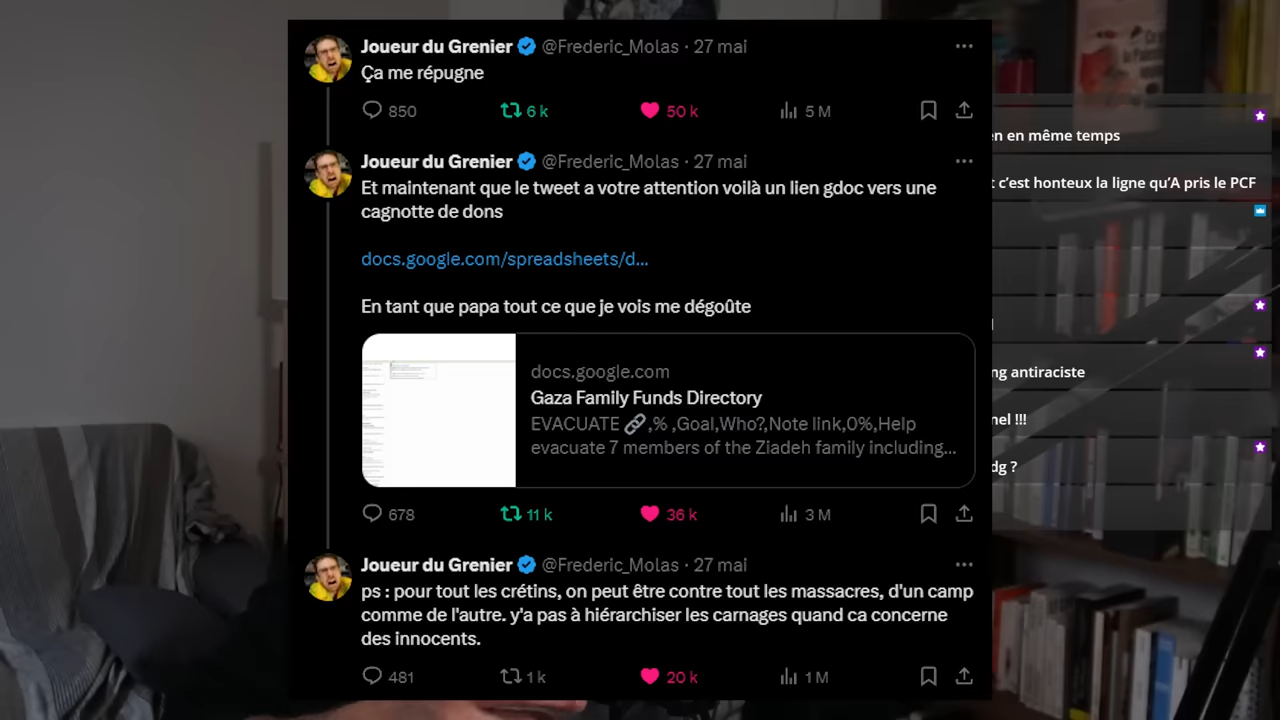 Joueur du Grenier @Frederic_Molas · 27 mai
Ça me répugne
850 6 k 50 k 5 M
Joueur du Grenier @Frederic_Molas · 27 mai
Et maintenant que le tweet a votre attention voilà un lien gdoc vers une
cagnotte de dons
docs.google.com/spreadsheets/d...
En tant que papa tout ce que je vois me dégoûte
docs.google.com
Gaza Family Funds Directory
EVACUATE 🔗,% ,Goal,Who?,Note link,0%,Help
evacuate 7 members of the Ziadeh family including...
678 11 k 36 k 3 M
Joueur du Grenier @Frederic_Molas · 27 mai
ps : pour tout les crétins, on peut être contre tout les massacres, d'un camp
comme de l'autre. y'a pas à hiérarchiser les carnages quand ca concerne
des innocents.
481 1 k 20 k 1 M
en même temps
c'est honteux la ligne qu'A pris le PCF
antiraciste
!!!
?